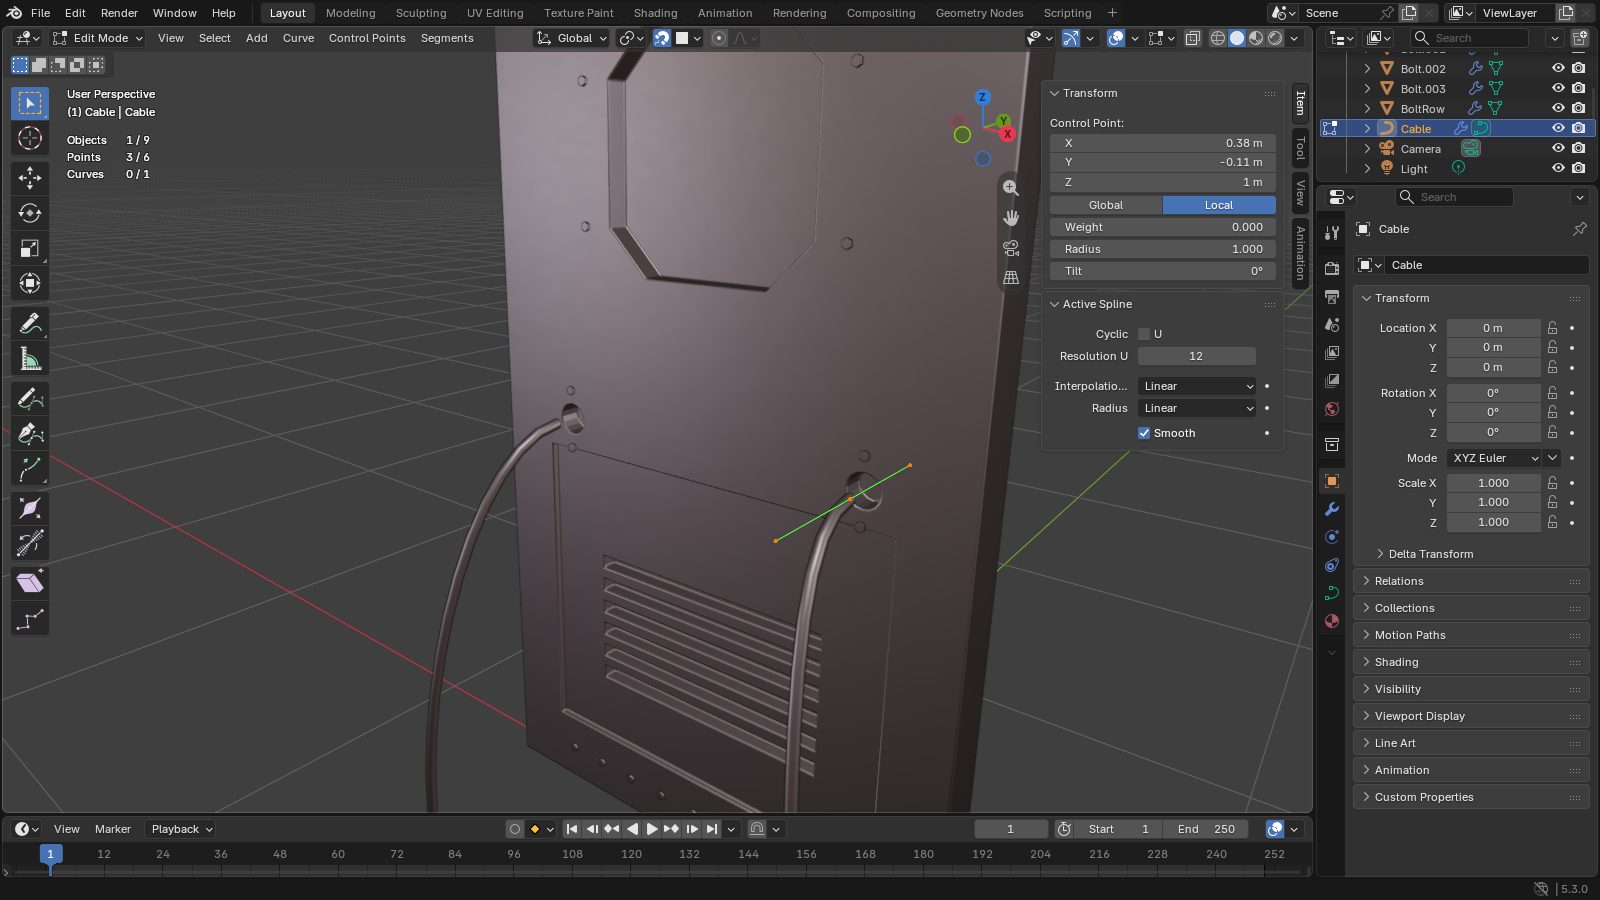 File Edit Render Window Help Layout Modeling Sculpting UV Editing Texture Paint Shading Animation Rendering Compositing Geometry Nodes Scripting + Scene ViewLayer
Edit Mode View Select Add Curve Control Points Segments Global Search
User Perspective
(1) Cable | Cable
Objects 1 / 9
Points 3 / 6
Curves 0 / 1
Z
Y
X
Transform
Control Point:
X 0.38 m
Y -0.11 m
Z 1 m
Global Local
Weight 0.000
Radius 1.000
Tilt 0°
Active Spline
Cyclic U
Resolution U 12
Interpolatio... Linear
Radius Linear
Smooth
Item
Tool
View
Animation
Bolt.002
Bolt.003
BoltRow
Cable
Camera
Light
Search
Cable
Cable
Transform
Location X 0 m
Y 0 m
Z 0 m
Rotation X 0°
Y 0°
Z 0°
Mode XYZ Euler
Scale X 1.000
Y 1.000
Z 1.000
Delta Transform
Relations
Collections
Motion Paths
Shading
Visibility
Viewport Display
Line Art
Animation
Custom Properties
View Marker Playback 1 Start 1 End 250
1 12 24 36 48 60 72 84 96 108 120 132 144 156 168 180 192 204 216 228 240 252
5.3.0